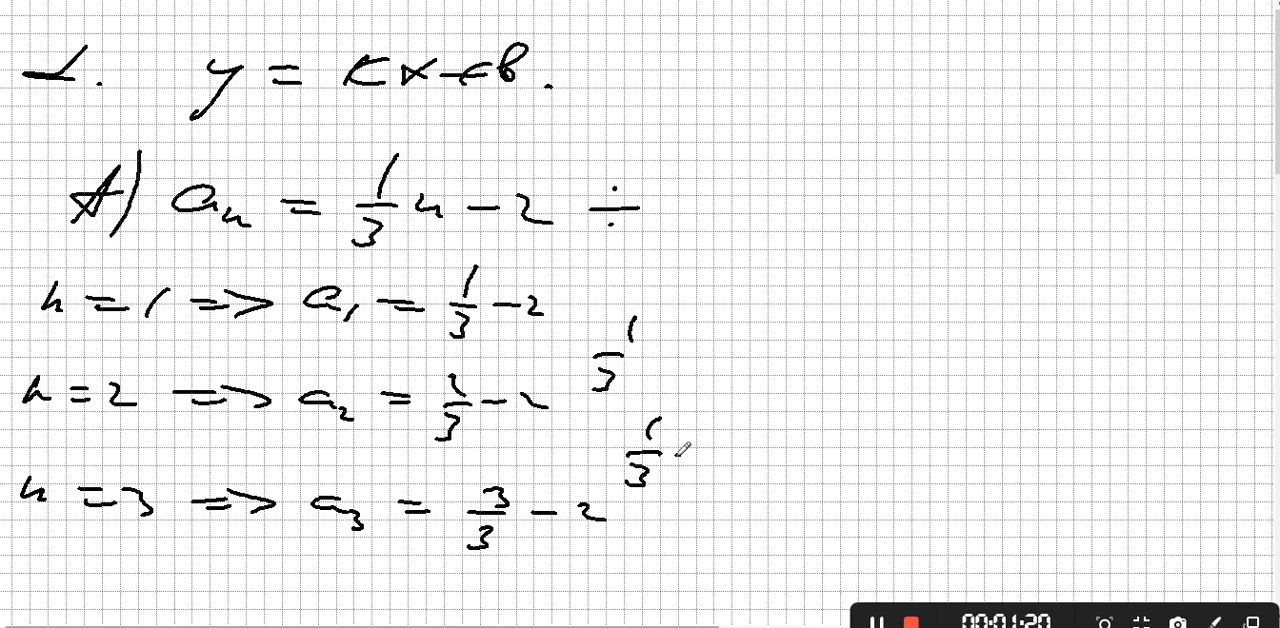 1. y = kx + b.
A) aₙ = 1/3 n - 2 ÷
n = 1 => a₁ = 1/3 - 2
1/3
n = 2 => a₂ = 2/3 - 2
1/3
n = 3 => a₃ = 3/3 - 2
00:01:20